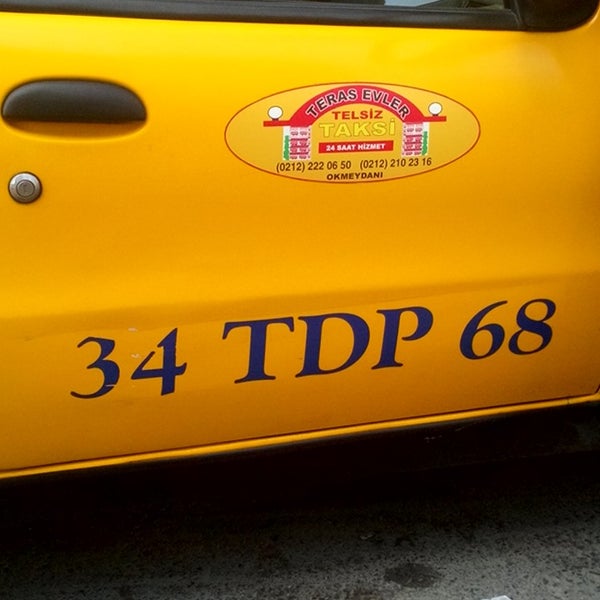 TERAS EVLER
TELSİZ
TAKSİ
24 SAAT HİZMET
(0212) 222 06 50 (0212) 210 23 16
OKMEYDANI
34 TDP 68